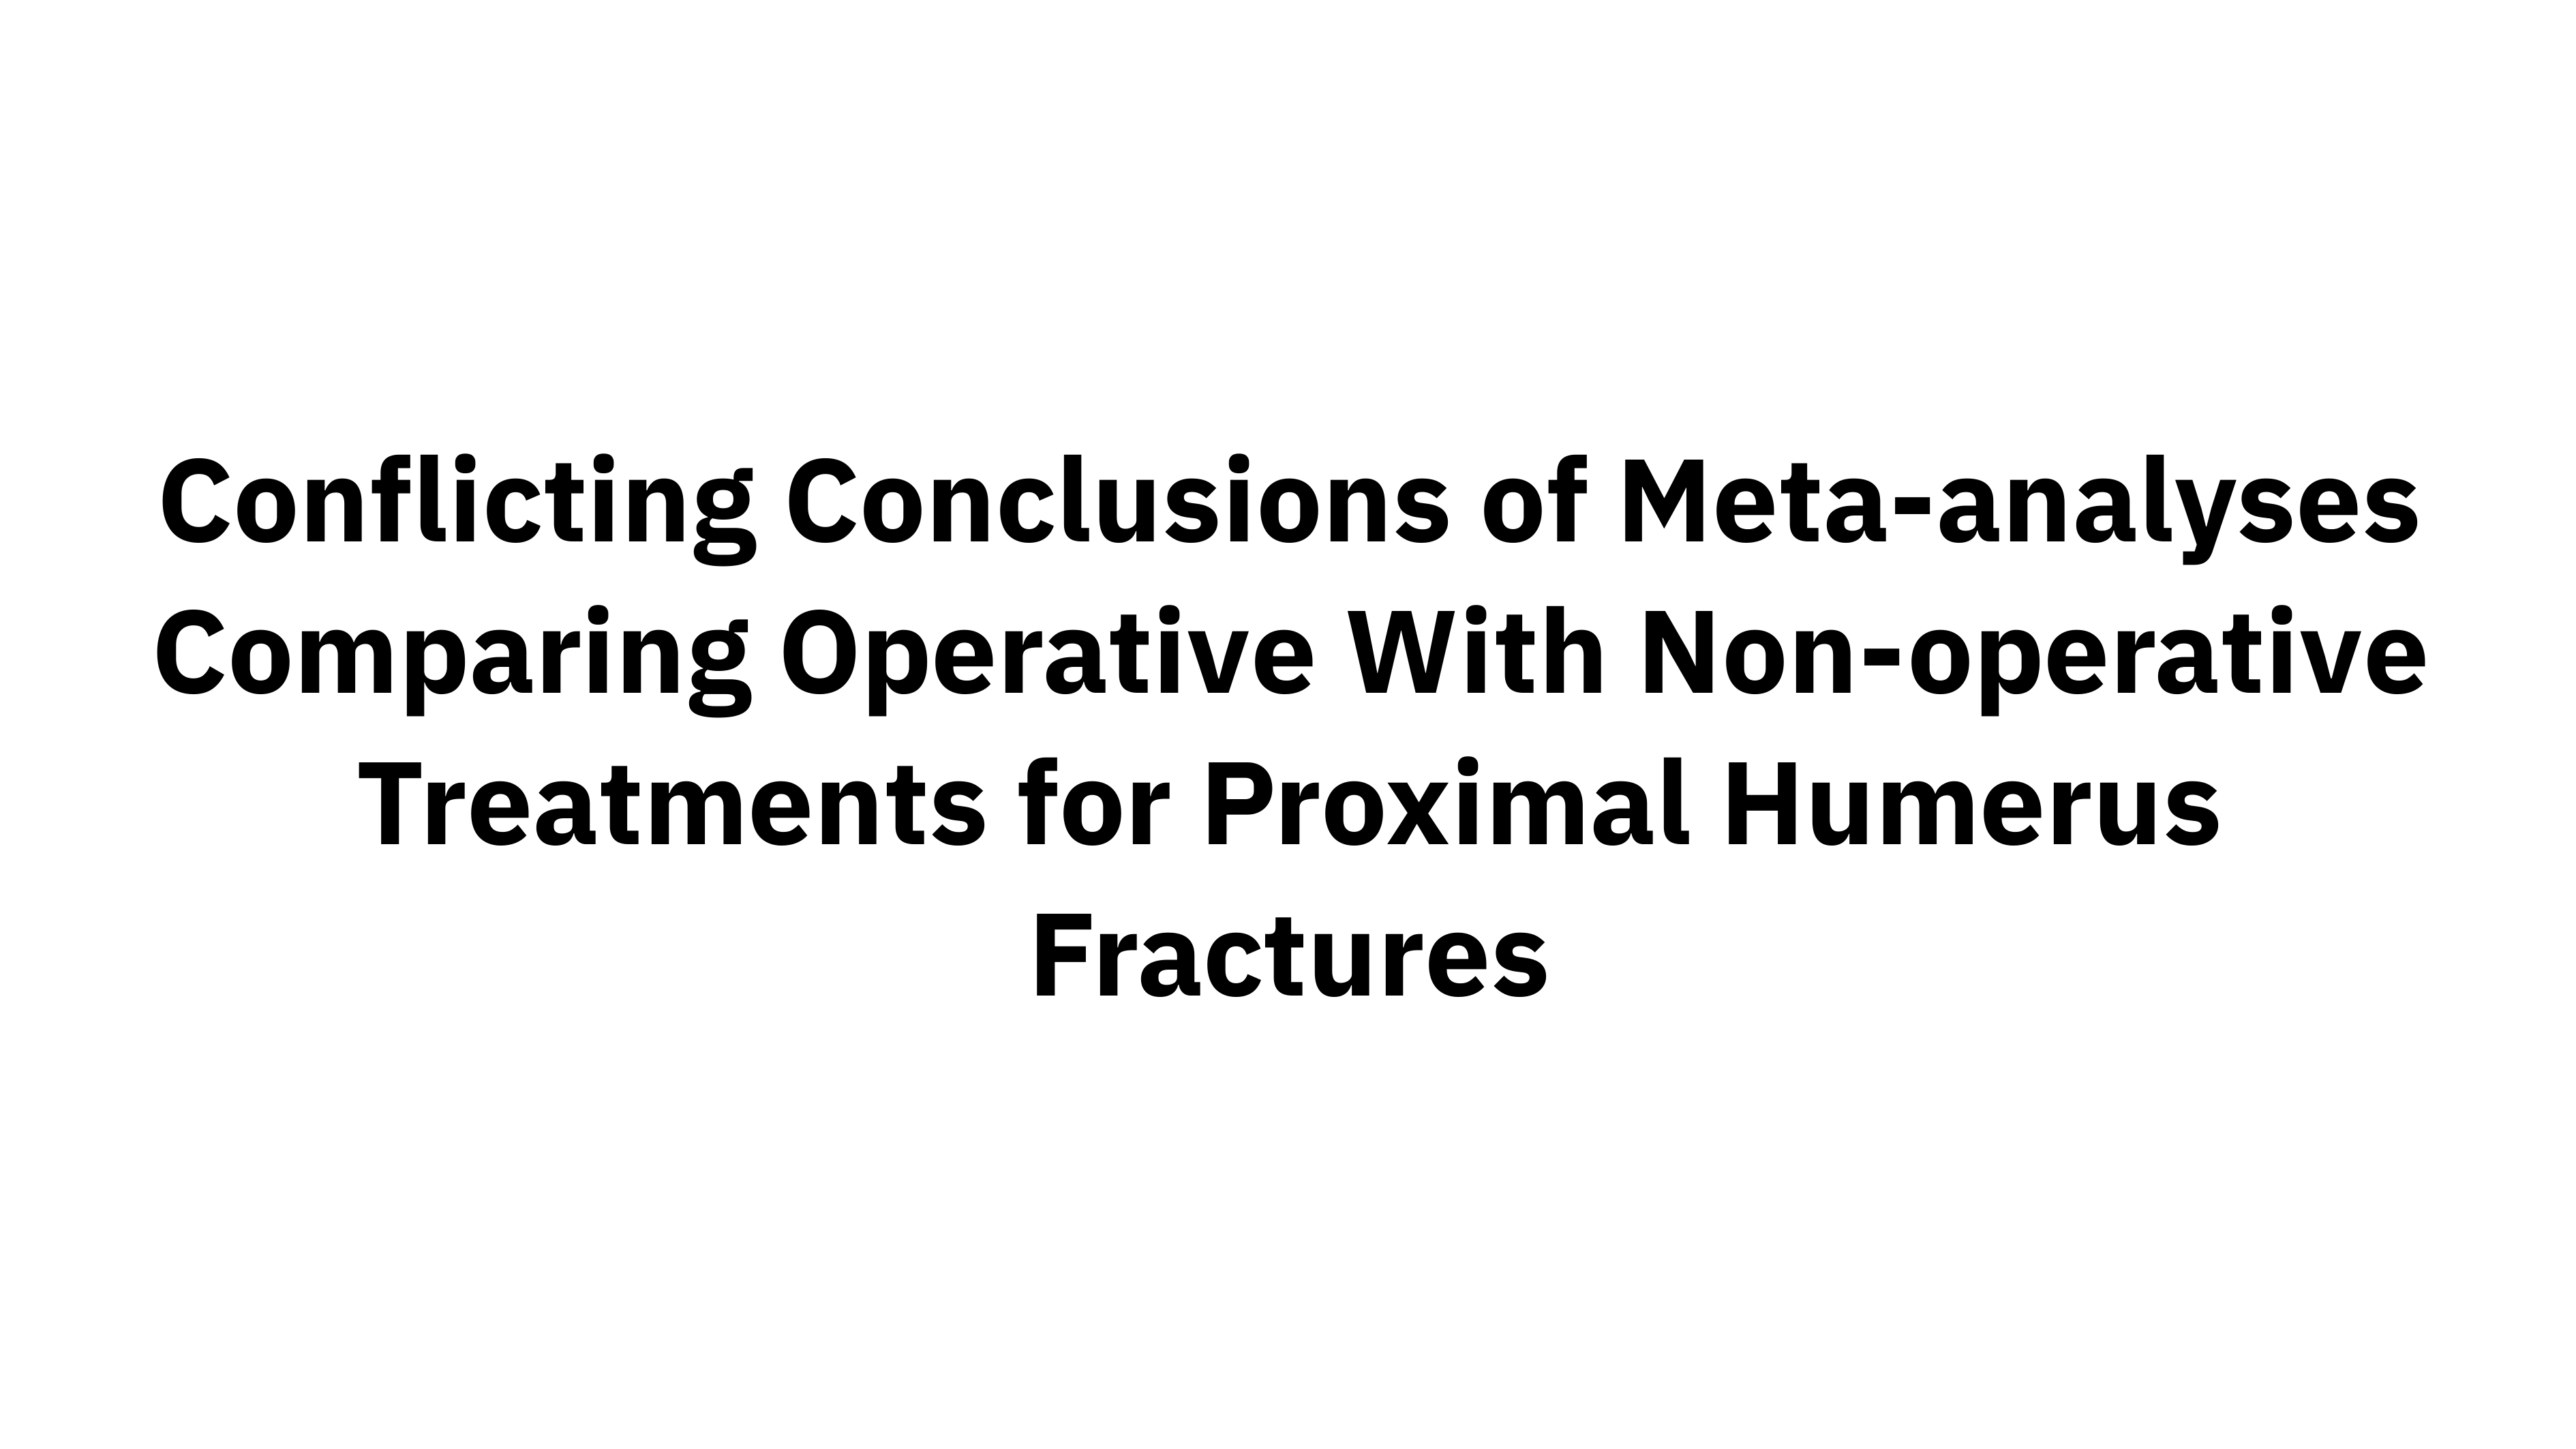 Conflicting Conclusions of Meta-analyses
Comparing Operative With Non-operative
Treatments for Proximal Humerus
Fractures